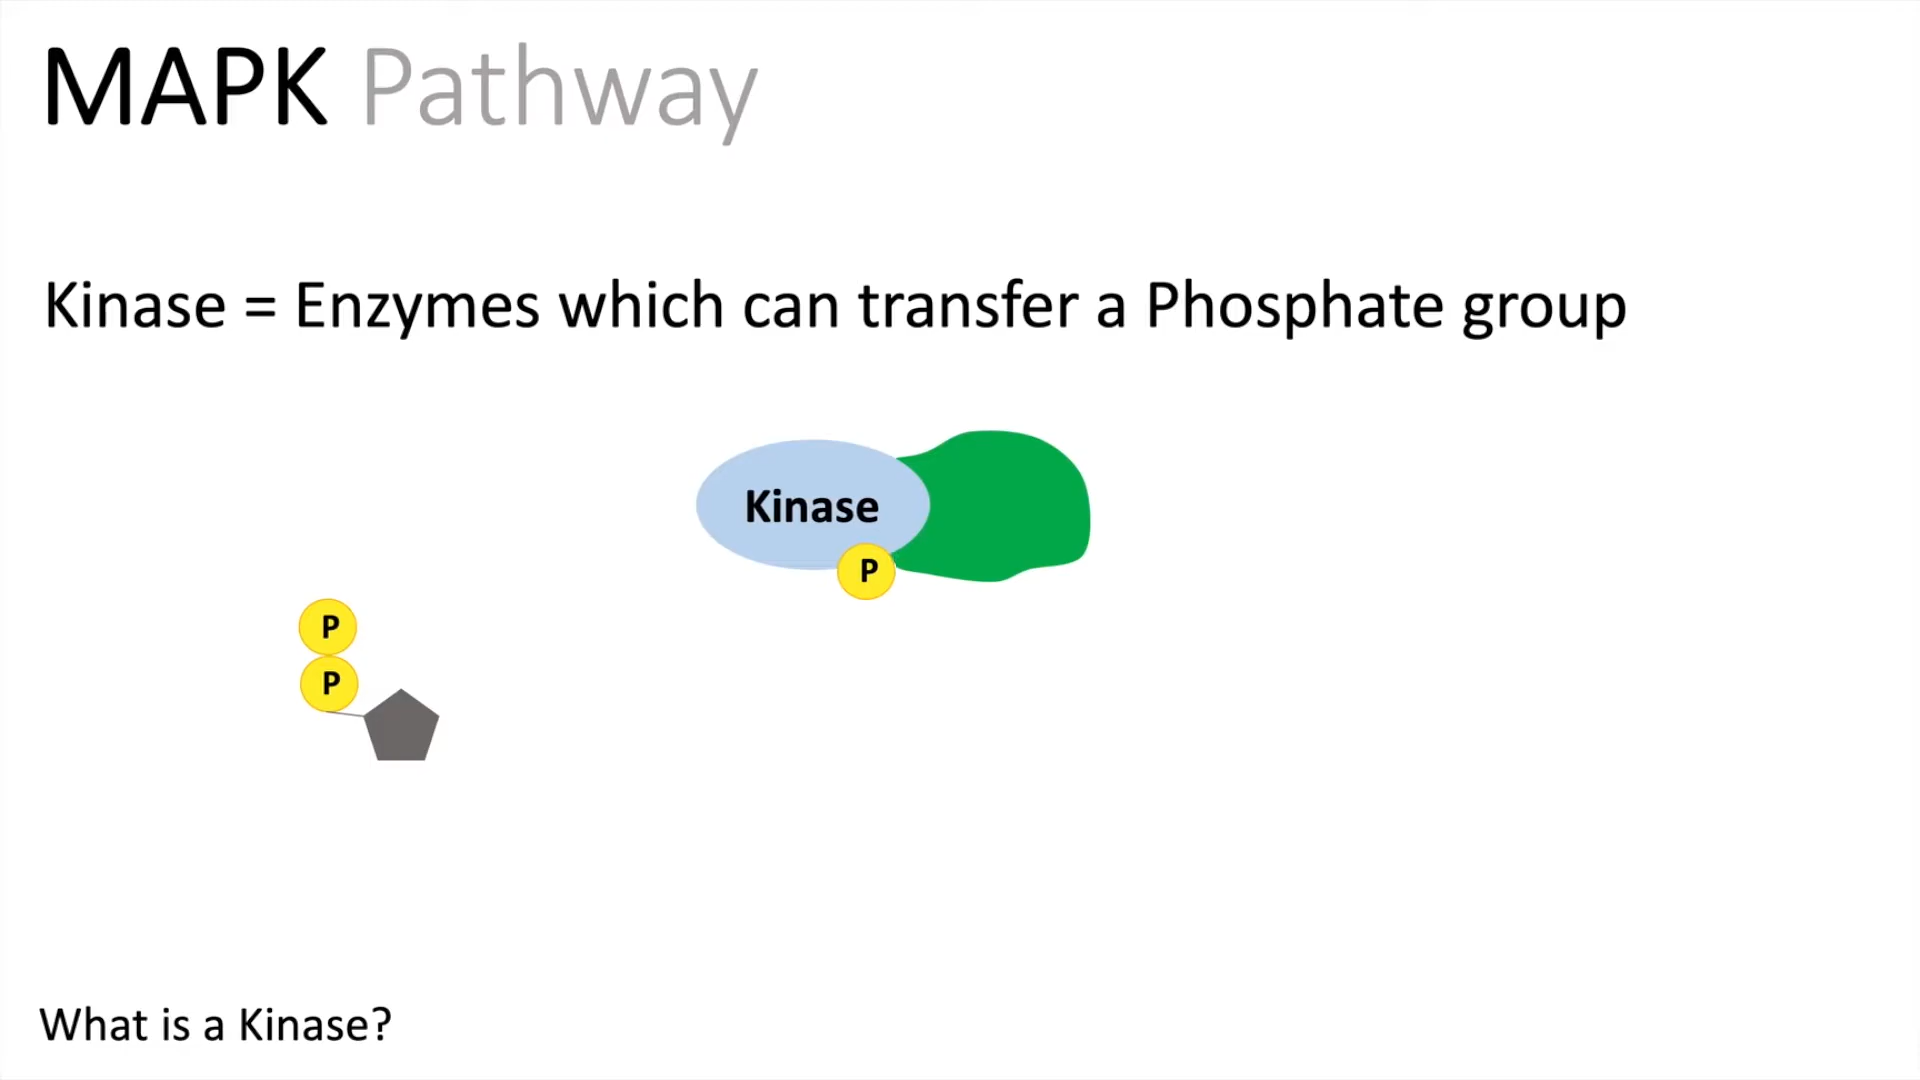 MAPK Pathway
Kinase = Enzymes which can transfer a Phosphate group
Kinase
P
P
P
What is a Kinase?